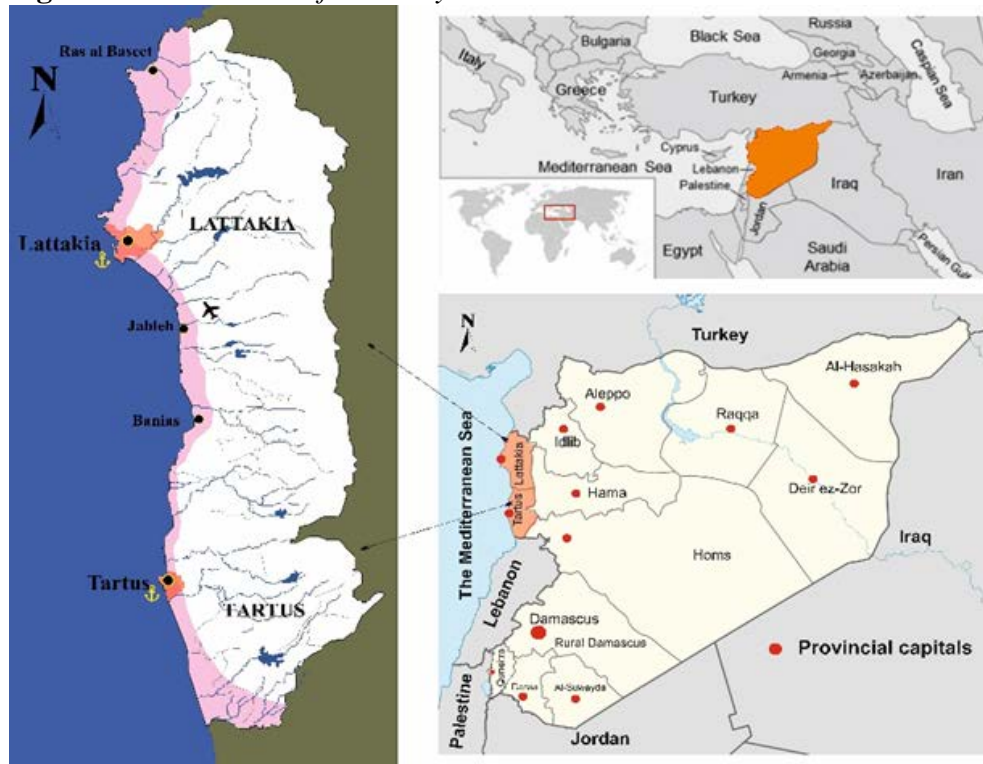 Ras al Baseet
N
LATTAKIA
Lattakia
Jableh
Banias
Tartus
TARTUS
Bulgaria
Black Sea
Russia
Georgia
Caspian Sea
Italy
Armenia
Azerbaijan
Greece
Turkey
Cyprus
Mediterranean Sea
Lebanon
Palestine
Iraq
Iran
Jordan
Egypt
Saudi
Arabia
Persian Gulf
N
Turkey
Al-Hasakah
Aleppo
Raqqa
Idlib
The Mediterranean Sea
Lattakia
Hama
Deir ez-Zor
Tartus
Iraq
Homs
Lebanon
Damascus
Rural Damascus
Provincial capitals
Al-Suwayda
Palestine
Jordan